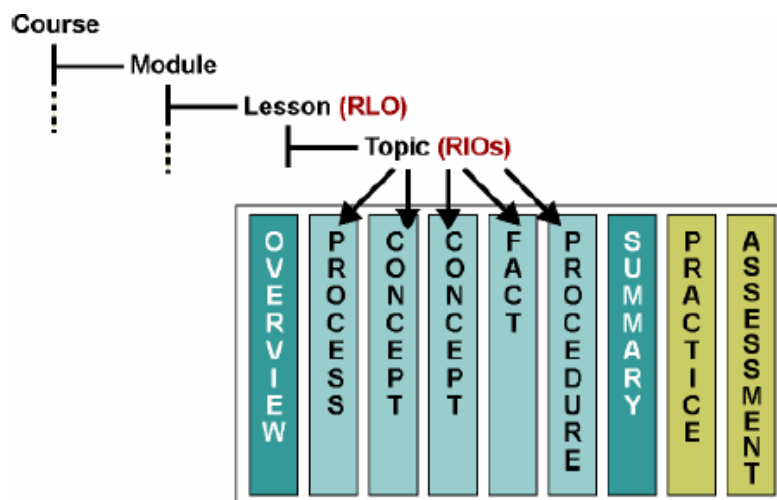 Course
Module
Lesson (RLO)
Topic (RIOs)
OVERVIEW
PROCESS
CONCEPT
CONCEPT
FACT
PROCEDURE
SUMMARY
PRACTICE
ASSESSMENT